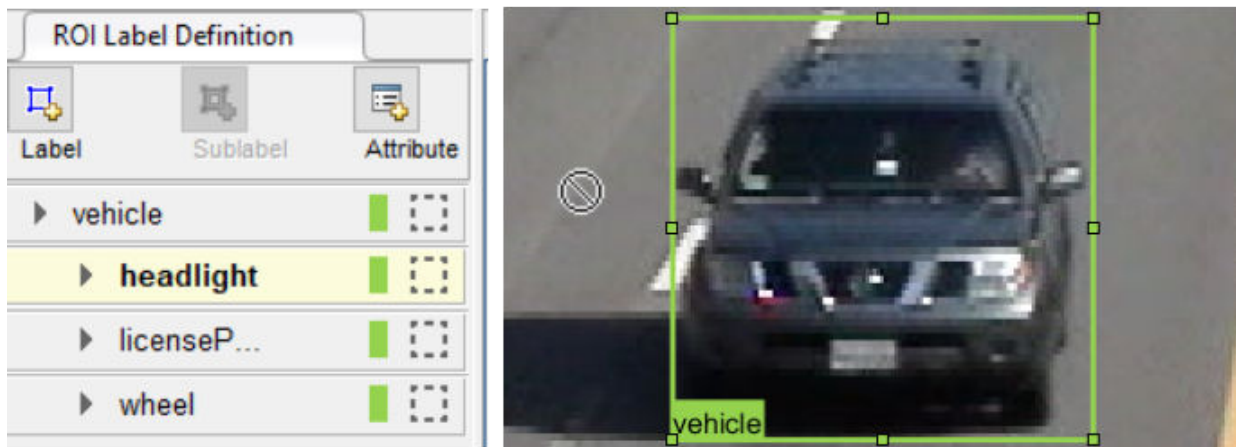 ROI Label Definition
Label Sublabel Attribute
vehicle
headlight
licenseP...
wheel
vehicle